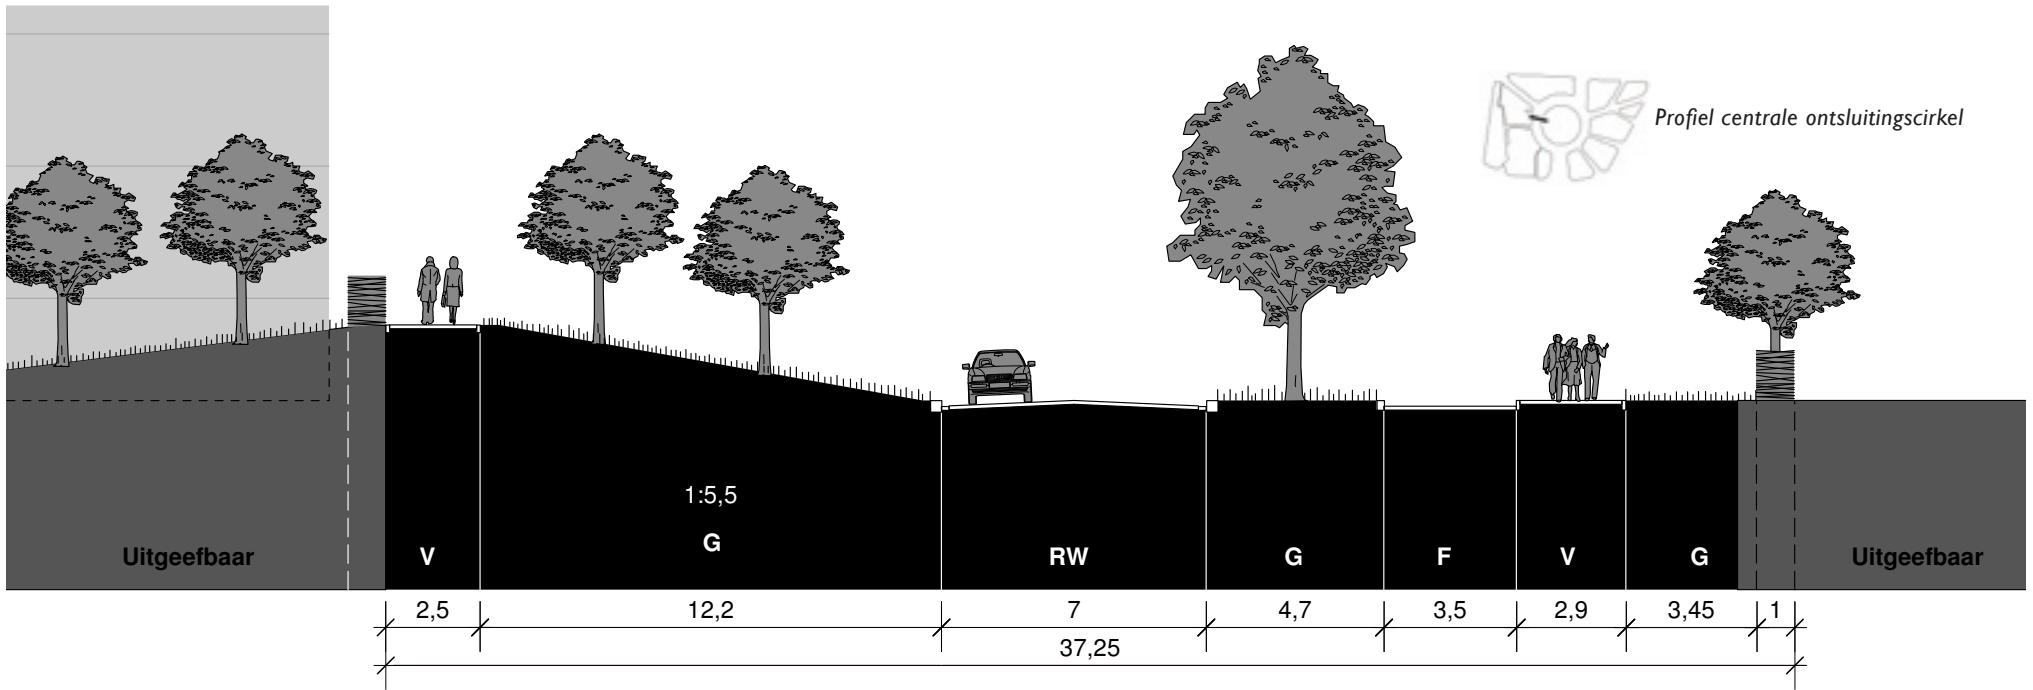 Profiel centrale ontsluitingscirkel
1:5,5
Uitgeefbaar V G RW G F V G Uitgeefbaar
2,5 12,2 7 4,7 3,5 2,9 3,45 1
37,25